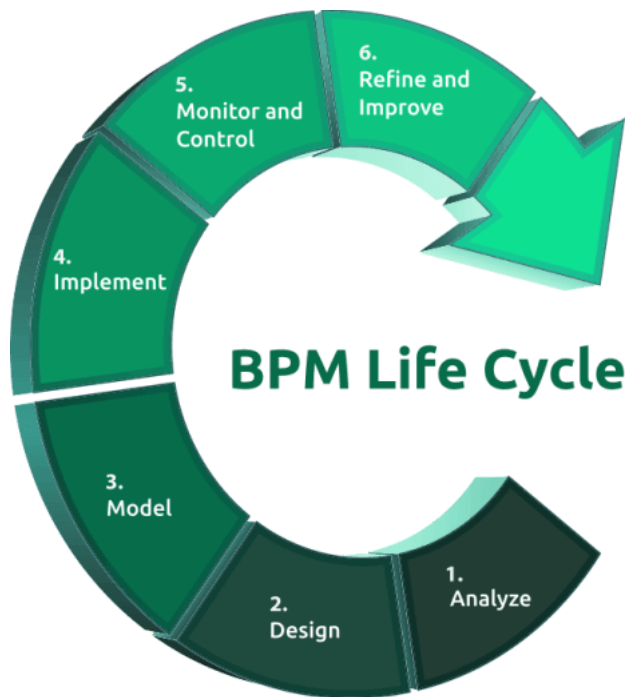 BPM Life Cycle
1.
Analyze
2.
Design
3.
Model
4.
Implement
5.
Monitor and
Control
6.
Refine and
Improve